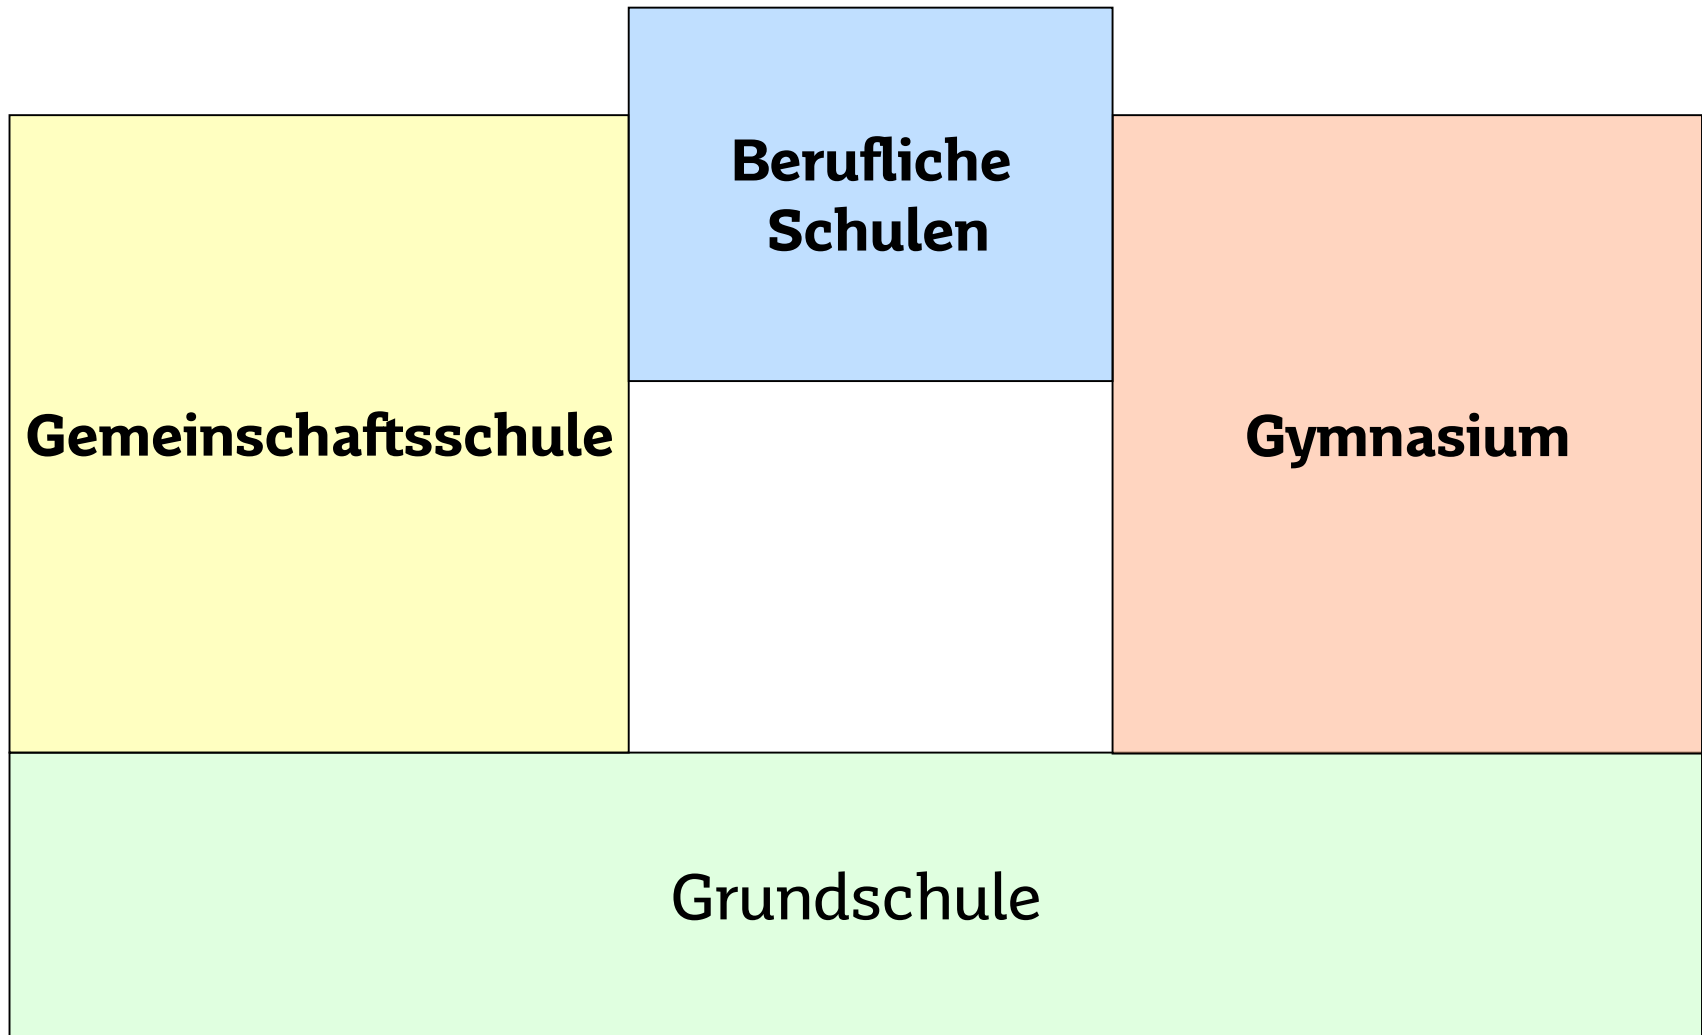 Berufliche
Schulen
Gemeinschaftsschule
Gymnasium
Grundschule